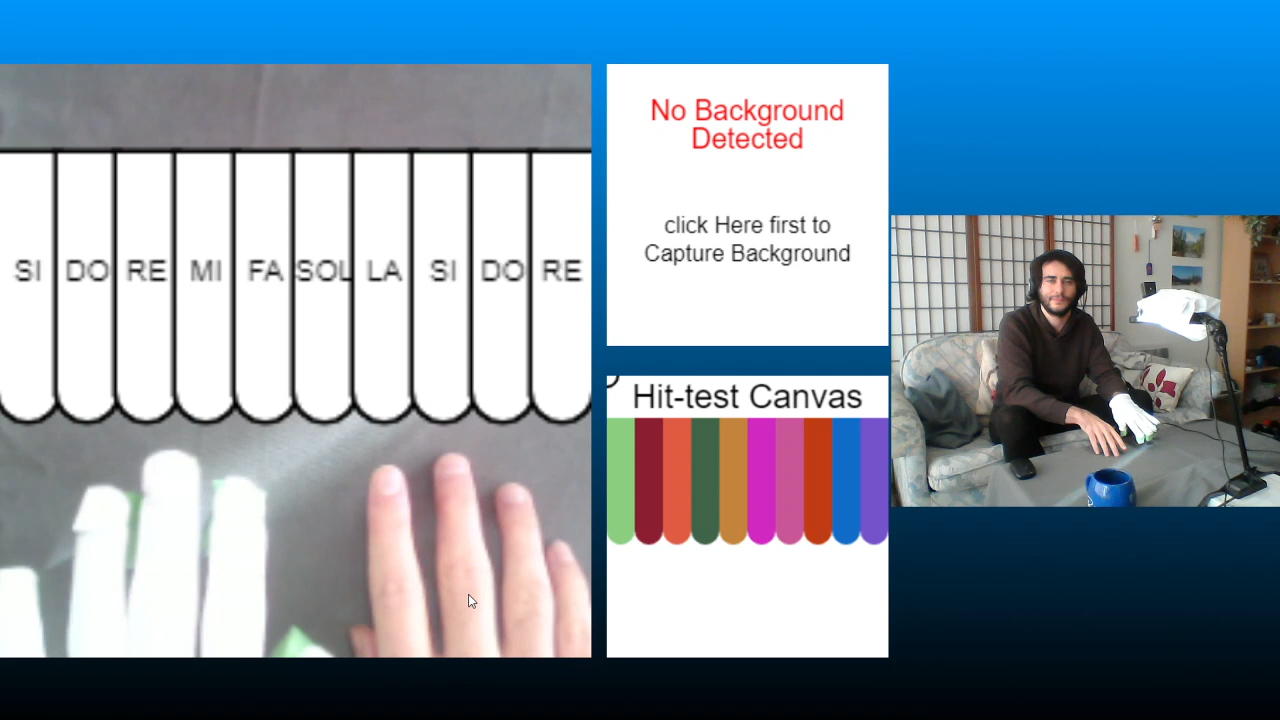 SI DO RE MI FA SOL LA SI DO RE
No Background
Detected
click Here first to
Capture Background
Hit-test Canvas